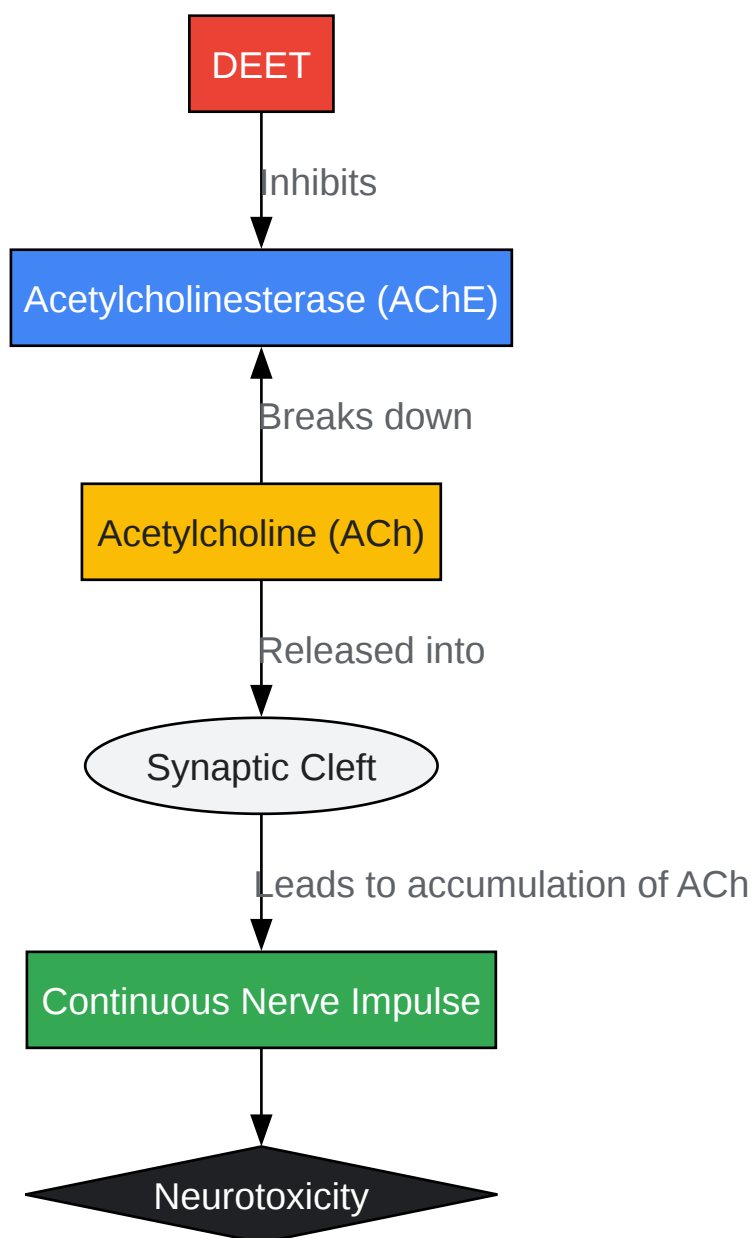 DEET
Inhibits
Acetylcholinesterase (AChE)
Breaks down
Acetylcholine (ACh)
Released into
Synaptic Cleft
Leads to accumulation of ACh
Continuous Nerve Impulse
Neurotoxicity